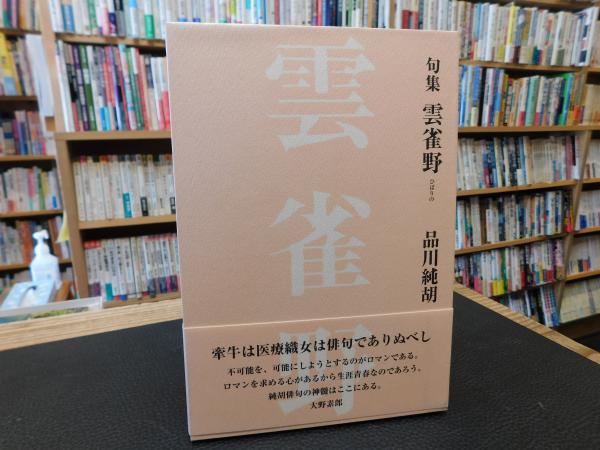 雲雀野
句集 雲雀野
ひばりの
品川純胡
牽牛は医療織女は俳句でありぬべし
不可能を、可能にしようとするのがロマンである。
ロマンを求める心があるから生涯青春なのであろう。
純胡俳句の神髄はここにある。
大野素郎